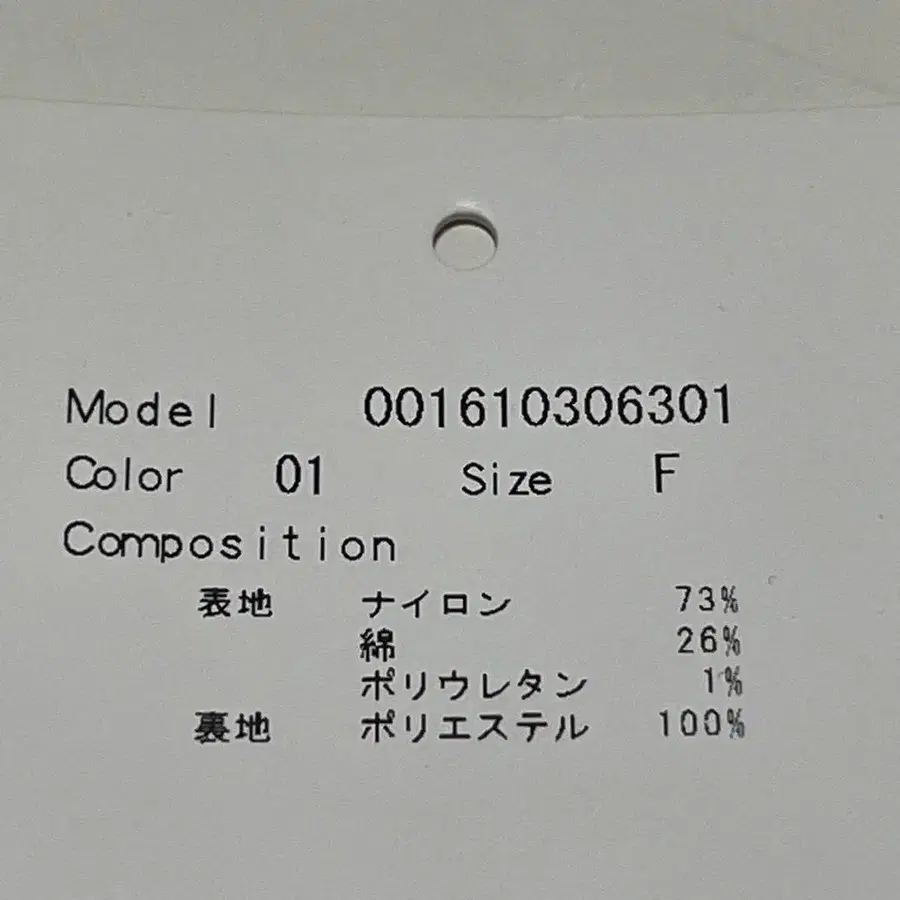 Model 001610306301
Color 01 Size F
Composition
表地 ナイロン 73%
綿 26%
ポリウレタン 1%
裏地 ポリエステル 100%